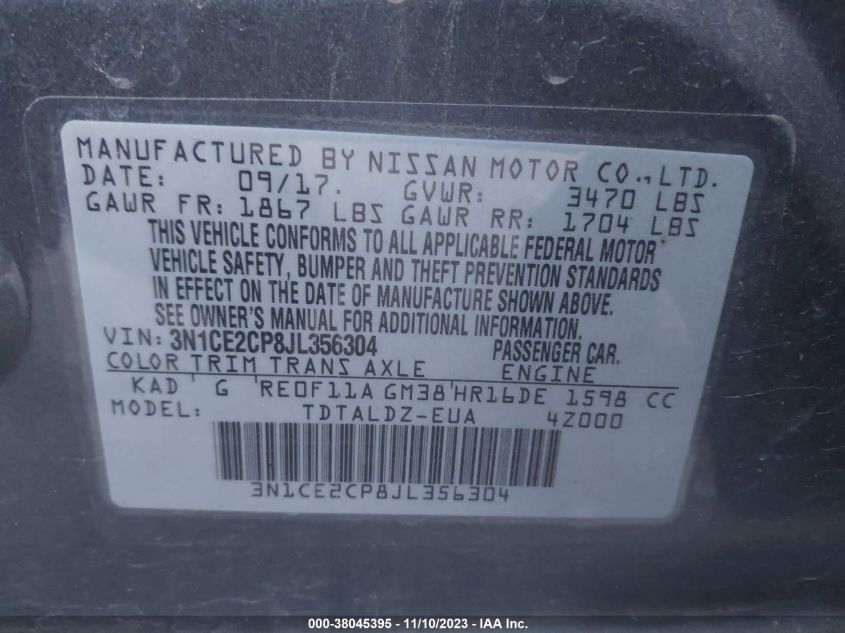 MANUFACTURED BY NISSAN MOTOR CO., LTD.
DATE: 09/17. GVWR: 3470 LBS
GAWR FR: 1867 LBS GAWR RR: 1704 LBS
THIS VEHICLE CONFORMS TO ALL APPLICABLE FEDERAL MOTOR
VEHICLE SAFETY, BUMPER AND THEFT PREVENTION STANDARDS
IN EFFECT ON THE DATE OF MANUFACTURE SHOWN ABOVE.
SEE OWNER'S MANUAL FOR ADDITIONAL INFORMATION.
VIN: 3N1CE2CP8JL356304 PASSENGER CAR.
COLOR TRIM TRANS AXLE ENGINE
KAD G RE0F11A GM38 HR16DE 1598 CC
MODEL: TDTALDZ-EUA 4Z000
3N1CE2CP8JL356304
000-38045395 - 11/10/2023 - IAA Inc.